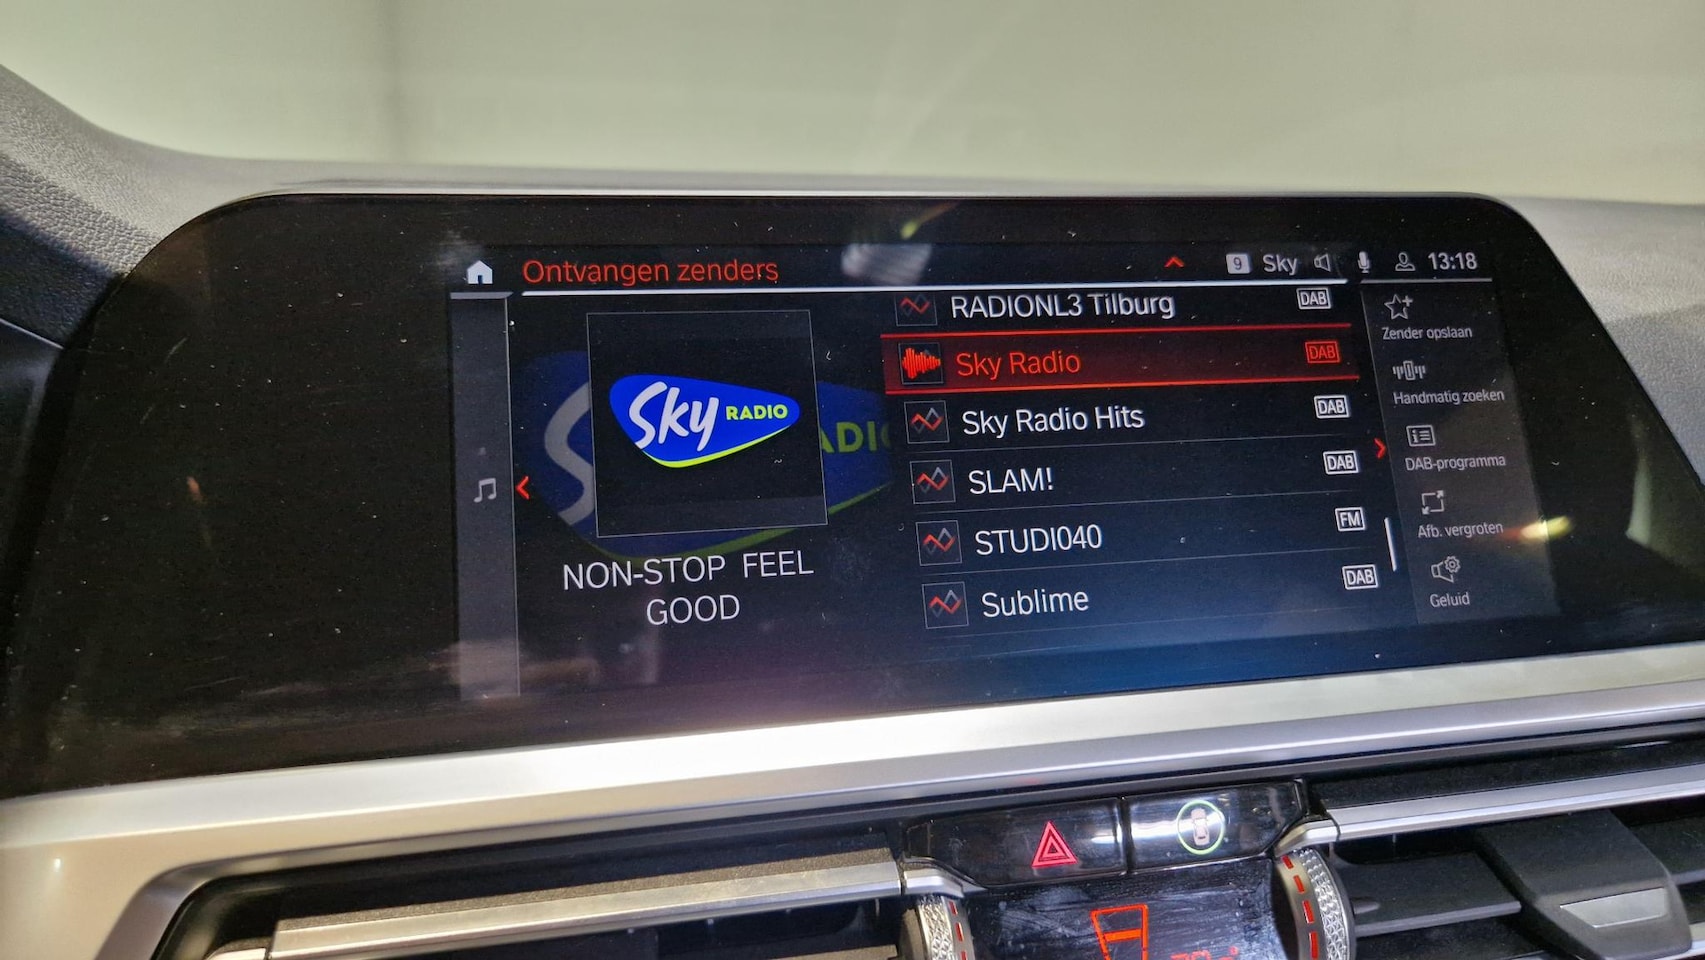 Ontvangen zenders
9 Sky 13:18
Sky RADIO
ADIO
NON-STOP FEEL
GOOD
RADIONL3 Tilburg DAB
Sky Radio DAB
Sky Radio Hits DAB
SLAM! DAB
STUDIO40 FM
Sublime DAB
Zender opslaan
Handmatig zoeken
DAB-programma
Afb. vergroten
Geluid